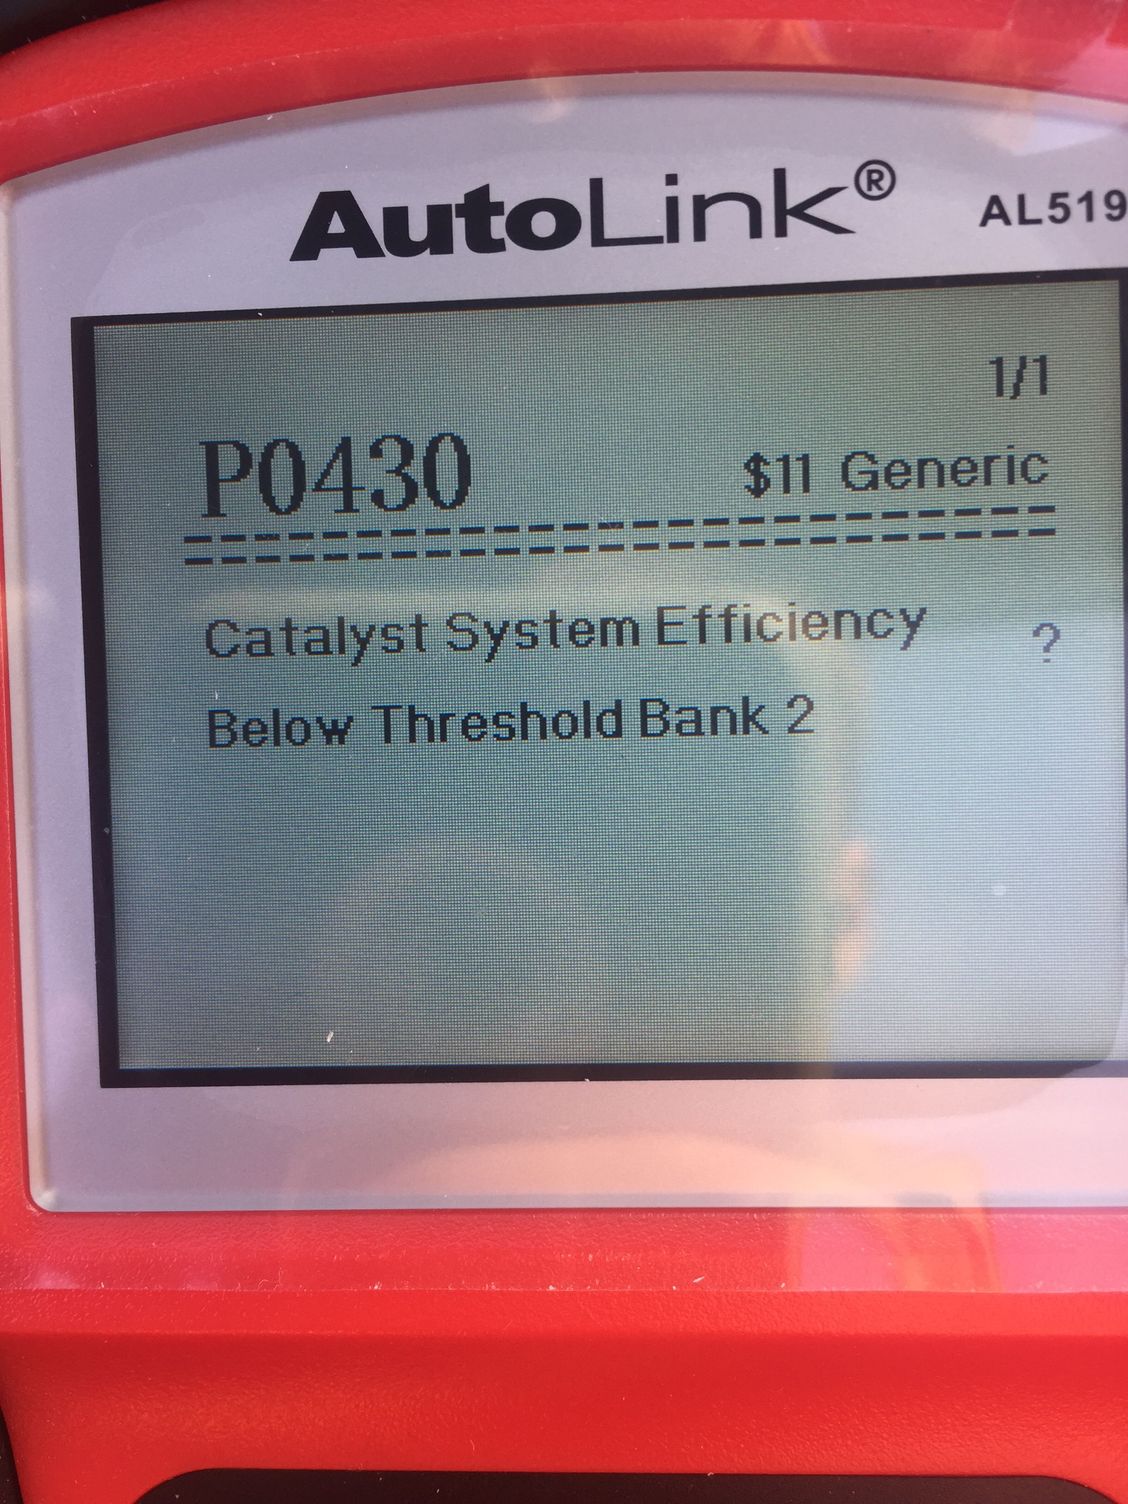 AutoLink®
AL519
1/1
P0430 $11 Generic
Catalyst System Efficiency ?
Below Threshold Bank 2